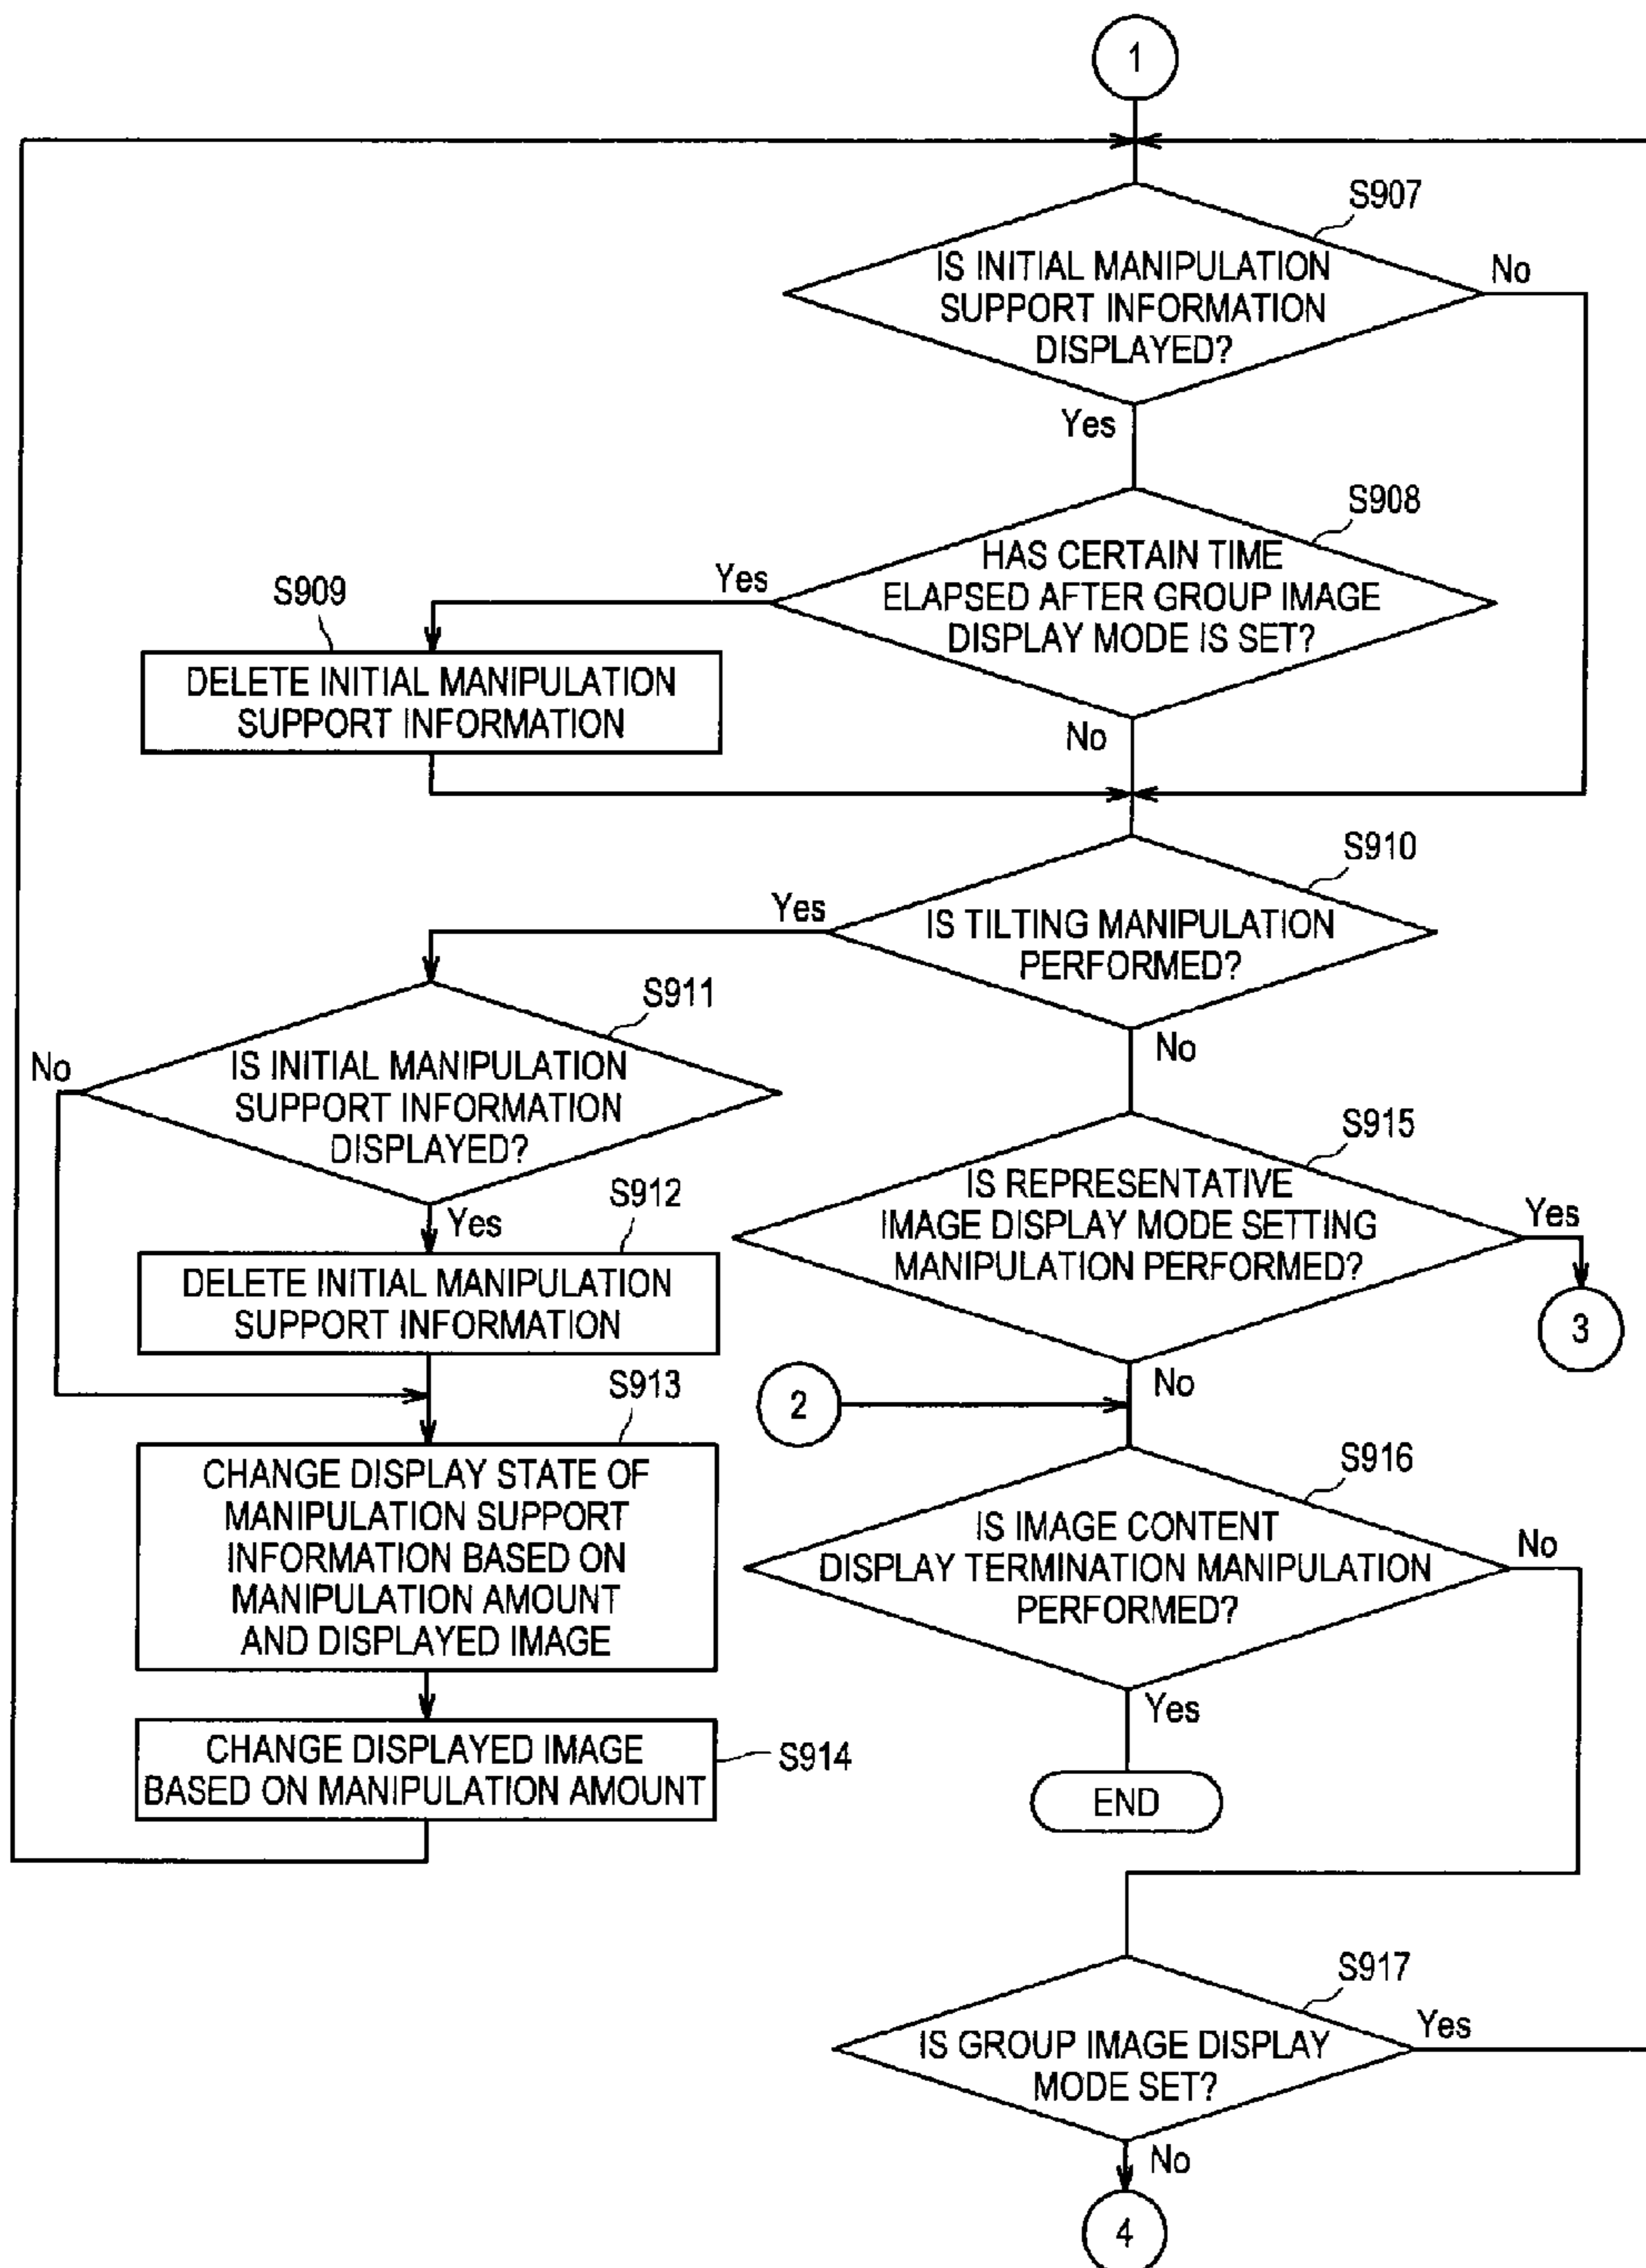 1
S907
IS INITIAL MANIPULATION
SUPPORT INFORMATION
DISPLAYED?
No
Yes
S908
HAS CERTAIN TIME
ELAPSED AFTER GROUP IMAGE
DISPLAY MODE IS SET?
Yes
No
S909
DELETE INITIAL MANIPULATION
SUPPORT INFORMATION
S910
IS TILTING MANIPULATION
PERFORMED?
Yes
No
S911
IS INITIAL MANIPULATION
SUPPORT INFORMATION
DISPLAYED?
No
Yes
S912
DELETE INITIAL MANIPULATION
SUPPORT INFORMATION
S913
CHANGE DISPLAY STATE OF
MANIPULATION SUPPORT
INFORMATION BASED ON
MANIPULATION AMOUNT
AND DISPLAYED IMAGE
CHANGE DISPLAYED IMAGE
BASED ON MANIPULATION AMOUNT
S914
S915
IS REPRESENTATIVE
IMAGE DISPLAY MODE SETTING
MANIPULATION PERFORMED?
Yes
3
No
2
S916
IS IMAGE CONTENT
DISPLAY TERMINATION MANIPULATION
PERFORMED?
No
Yes
END
S917
IS GROUP IMAGE DISPLAY
MODE SET?
Yes
No
4